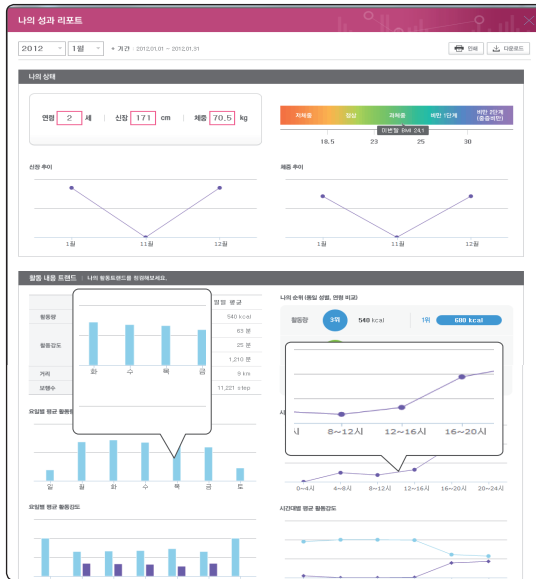 나의 성과 리포트
2012 1월 • 기간 : 2012.01.01 ~ 2012.01.31 인쇄 다운로드
나의 상태
연령 2 세 | 신장 171 cm | 체중 70.5 kg
저체중 정상 과체중 비만 1단계 비만 2단계 (중증비만)
이번달 BMI 24.1
18.5 23 25 30
신장 추이
1월 11월 12월
체중 추이
1월 11월 12월
활동 내용 트렌드 : 나의 활동트렌드를 점검해보세요.
일일 평균
활동량 540 kcal
활동강도 63 분
25 분
1,210 분
거리 9 km
보행수 11,221 step
화 수 목 금
나의 순위 (동일 성별, 연령 비교)
활동량 3위 540 kcal 1위 680 kcal
시 8~12시 12~16시 16~20시
요일별 평균 활동
일 월 화 수 목 금 토
시
0~4시 4~8시 8~12시 12~16시 16~20시 20~24시
요일별 평균 활동강도
시간대별 평균 활동강도